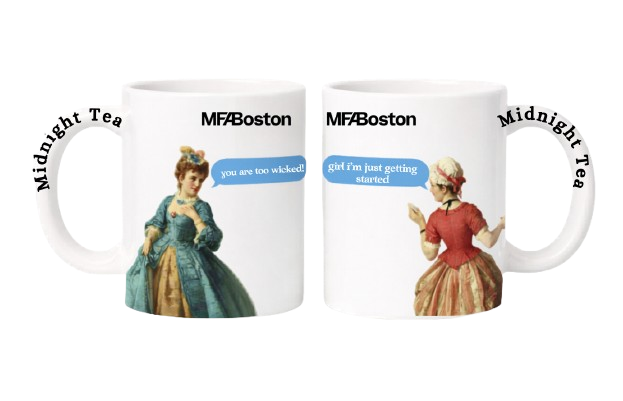 Midnight Tea
MFABoston
you are too wicked!
MFABoston
girl i'm just getting
started
Midnight Tea